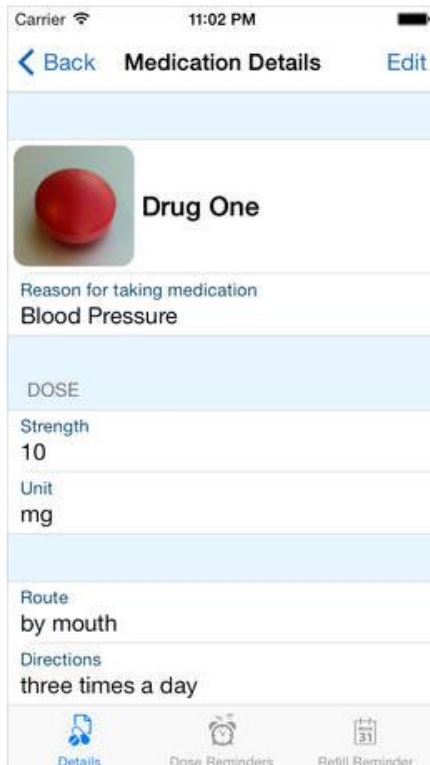 Carrier 11:02 PM
Back Medication Details Edit
Drug One
Reason for taking medication
Blood Pressure
DOSE
Strength
10
Unit
mg
Route
by mouth
Directions
three times a day
31
Details Dose Reminders Refill Reminder